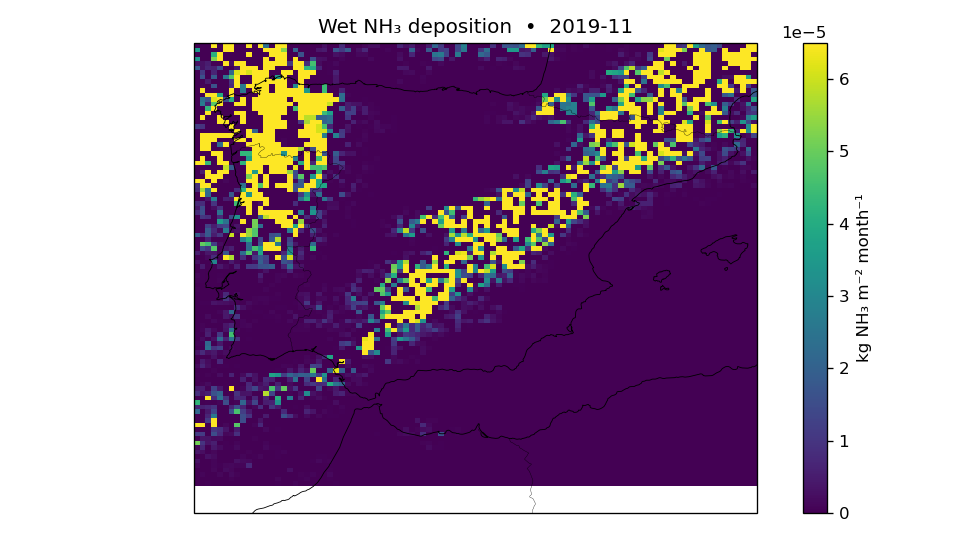 Wet NH₃ deposition • 2019-11
1e−5
6
5
4
3
2
1
0
kg NH₃ m⁻² month⁻¹